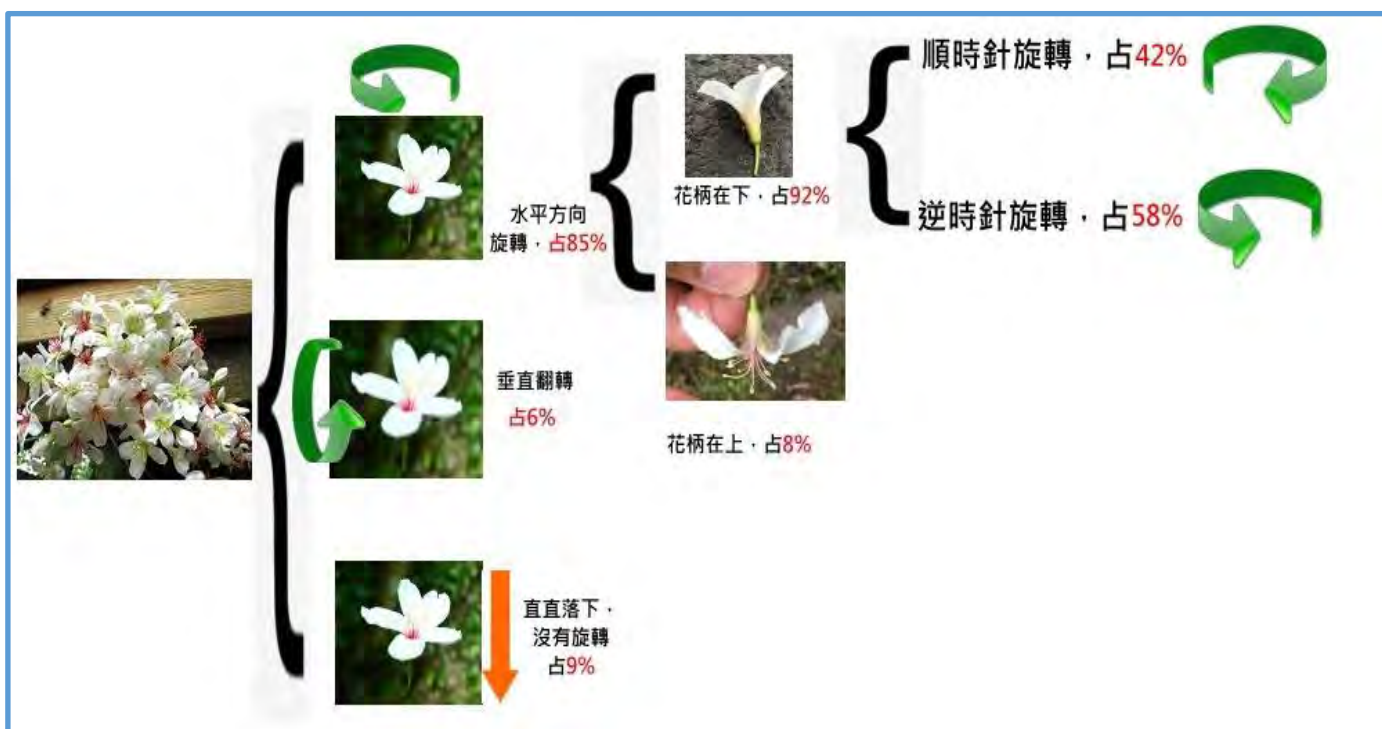 水平方向
旋轉，占85%
花柄在下，占92%
順時針旋轉，占42%
逆時針旋轉，占58%
花柄在上，占8%
垂直翻轉
占6%
直直落下，
沒有旋轉
占9%